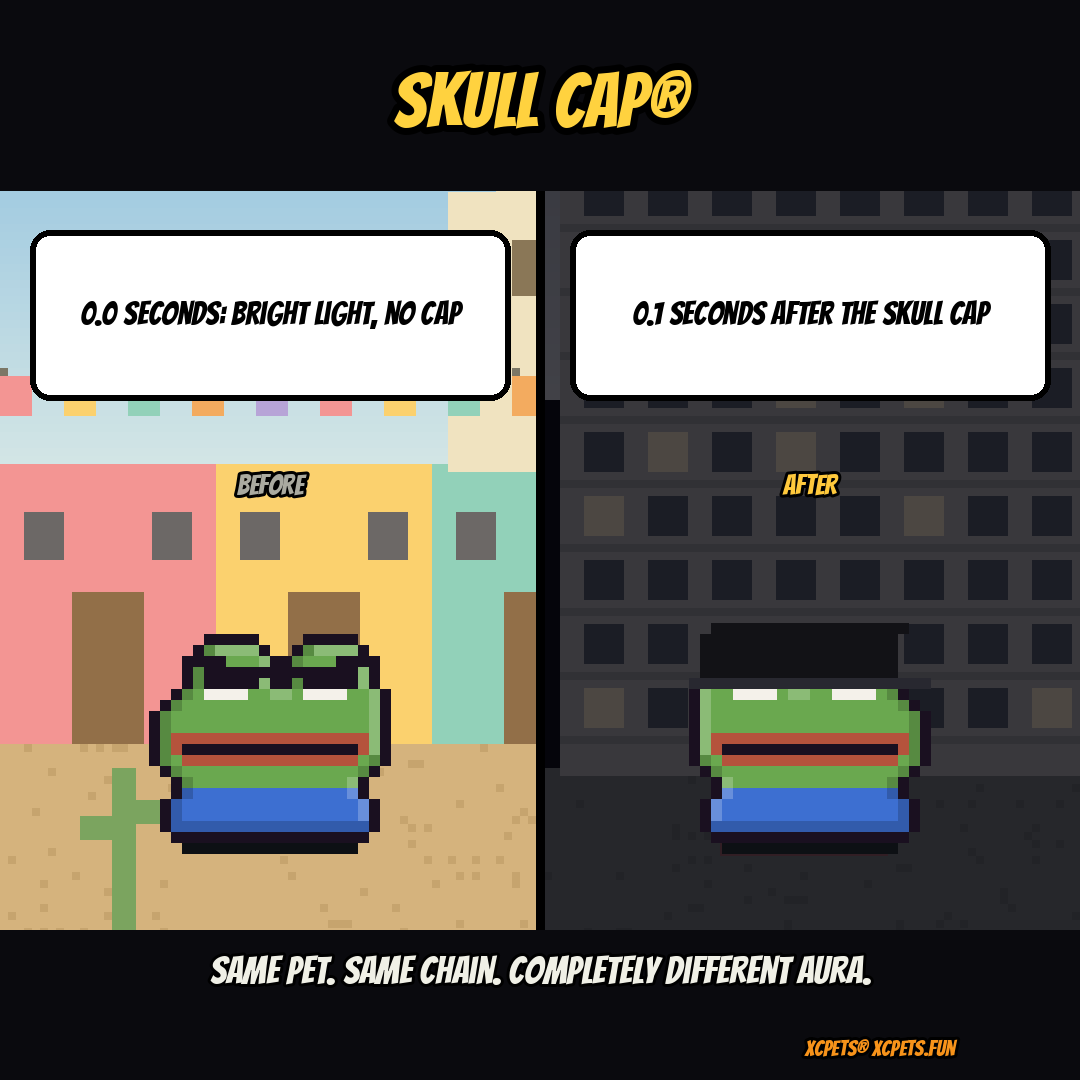 SKULL CAP®
0.0 SECONDS: BRIGHT LIGHT, NO CAP
0.1 SECONDS AFTER THE SKULL CAP
BEFORE
AFTER
SAME PET. SAME CHAIN. COMPLETELY DIFFERENT AURA.
XCPETS® XCPETS.FUN